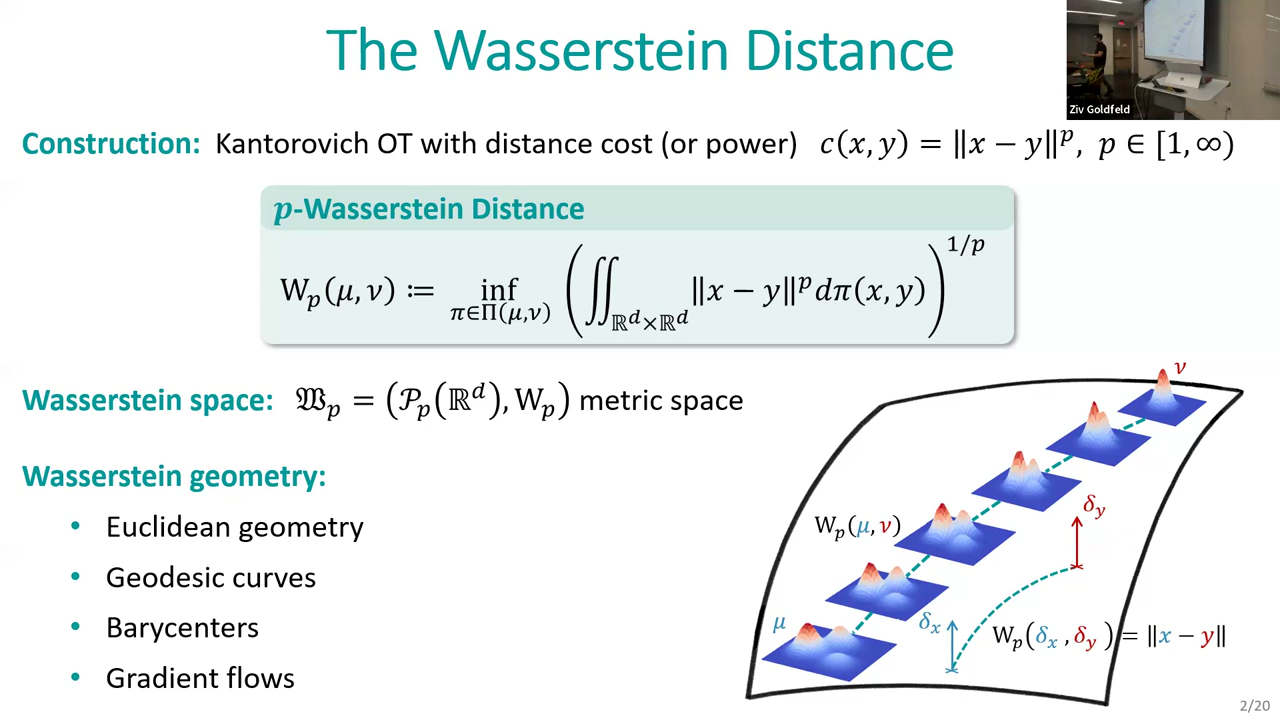 The Wasserstein Distance
Ziv Goldfeld
Construction: Kantorovich OT with distance cost (or power) c(x, y) = ‖x − y‖^p, p ∈ [1, ∞)
p-Wasserstein Distance
W_p(μ, ν) ≔ inf_{π∈Π(μ,ν)} (∬_{ℝ^d×ℝ^d} ‖x − y‖^p dπ(x, y))^{1/p}
Wasserstein space: 𝔚_p = (𝒫_p(ℝ^d), W_p) metric space
Wasserstein geometry:
• Euclidean geometry
• Geodesic curves
• Barycenters
• Gradient flows
ν
δ_y
W_p(μ, ν)
μ
δ_x
W_p(δ_x , δ_y) = ‖x − y‖
2/20